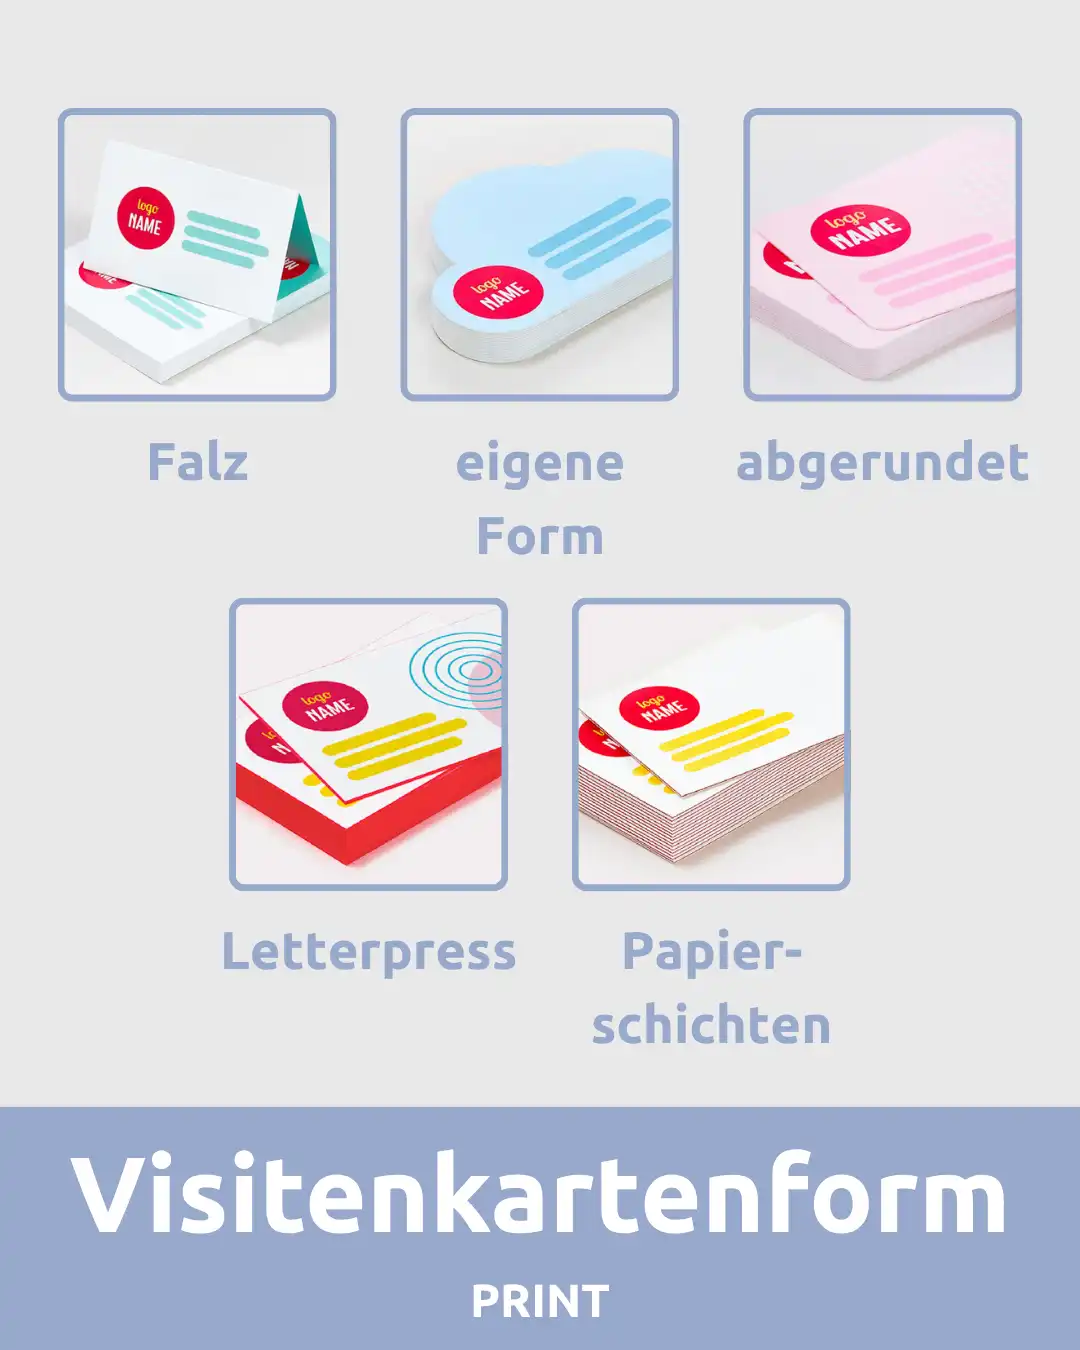 logo
NAME
logo
NAME
logo
NAME
Falz
eigene
Form
abgerundet
logo
NAME
logo
NAME
Letterpress
Papier-
schichten
Visitenkartenform
PRINT